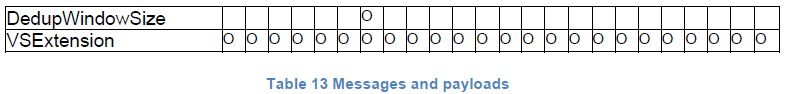 DedupWindowSize O
VSExtension O O O O O O O O O O O O O O O O O O O O O O O O
Table 13 Messages and payloads